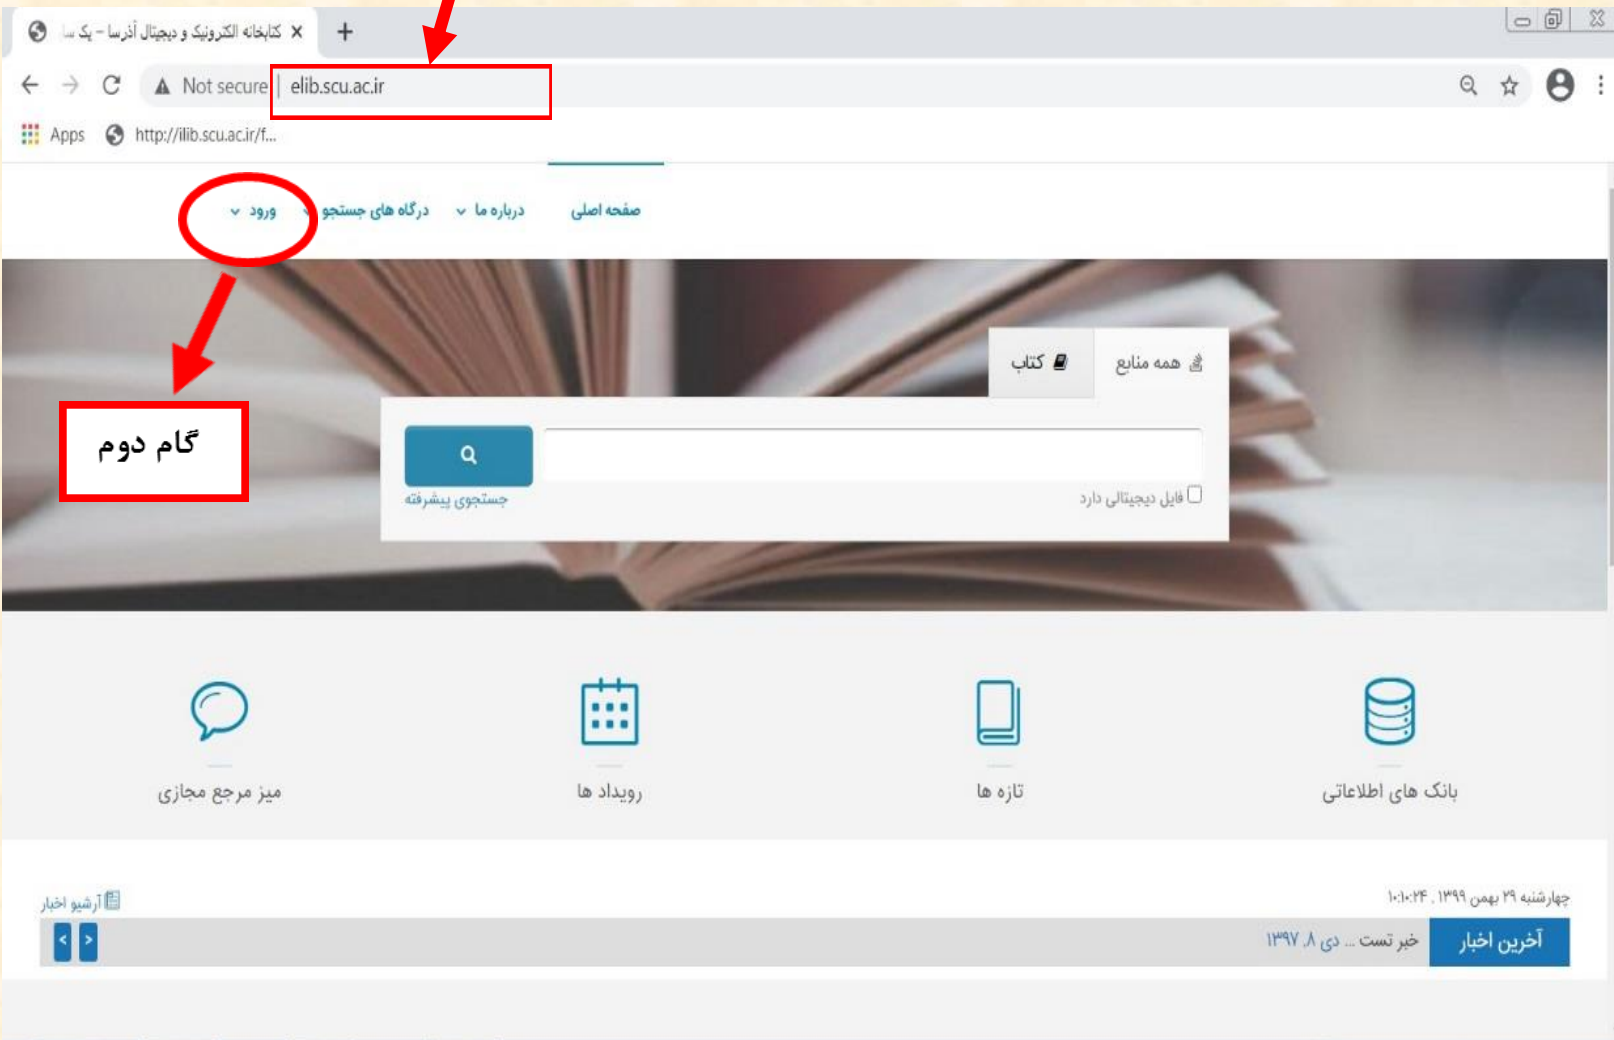 کتابخانه الکترونیک و دیجیتال آذرسا – یک سا
Not secure | elib.scu.ac.ir
Apps http://ilib.scu.ac.ir/f...
صفحه اصلی درباره ما درگاه های جستجو ورود
گام دوم
همه منابع کتاب
فایل دیجیتالی دارد
جستجوی پیشرفته
بانک های اطلاعاتی تازه ها رویداد ها میز مرجع مجازی
چهارشنبه ۲۹ بهمن ۱۳۹۹ , ۱۰:۱۰:۲۴
آرشیو اخبار
آخرین اخبار خبر تست ... دی ۸, ۱۳۹۷